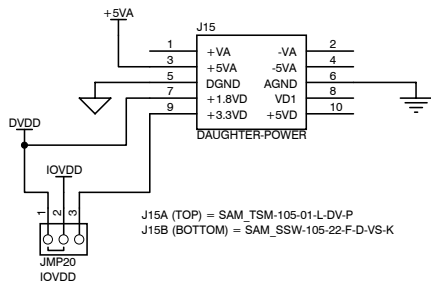 +5VA
J15
1 +VA -VA 2
3 +5VA -5VA 4
5 DGND AGND 6
7 +1.8VD VD1 8
9 +3.3VD +5VD 10
DAUGHTER-POWER
DVDD
IOVDD
1 2 3
JMP20
IOVDD
J15A (TOP) = SAM_TSM-105-01-L-DV-P
J15B (BOTTOM) = SAM_SSW-105-22-F-D-VS-K